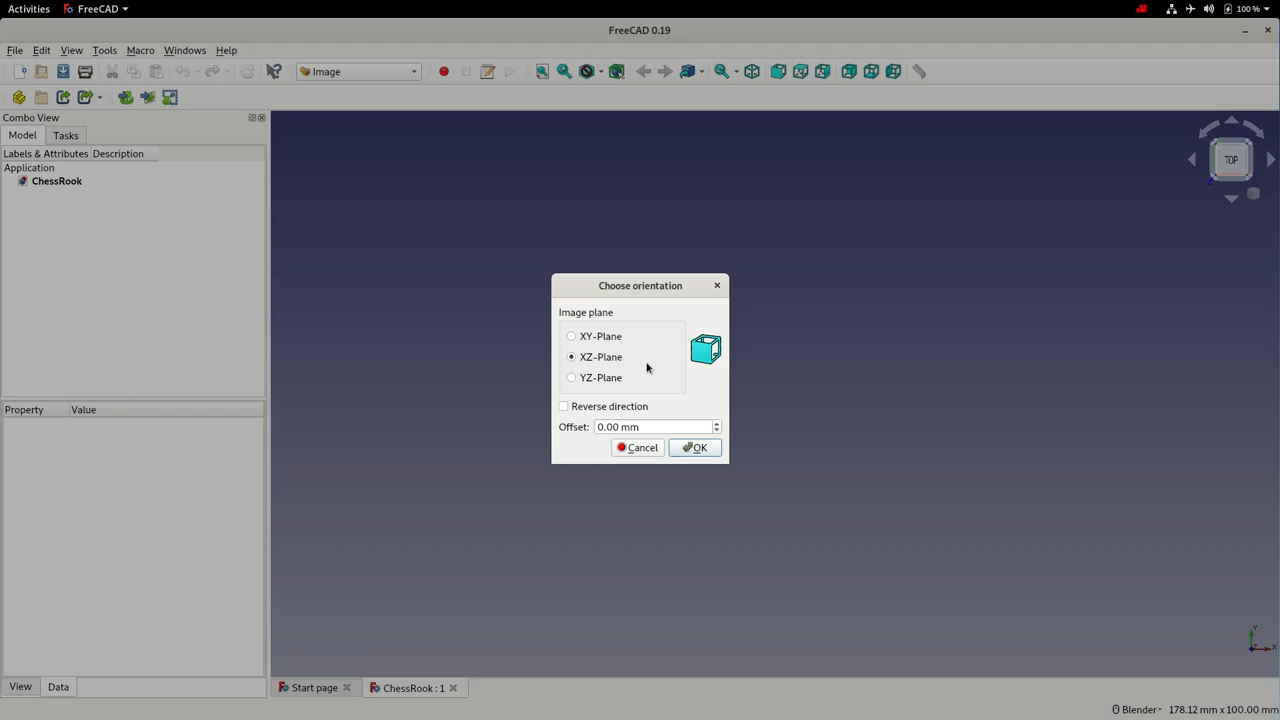 Activities
FreeCAD
100 %
FreeCAD 0.19
File Edit View Tools Macro Windows Help
Image
Combo View
Model Tasks
Labels & Attributes Description
Application
ChessRook
TOP
Choose orientation
Image plane
XY-Plane
XZ-Plane
YZ-Plane
Reverse direction
Offset: 0.00 mm
Cancel OK
Property Value
Y
X
View Data
Start page ChessRook : 1
Blender 178.12 mm x 100.00 mm